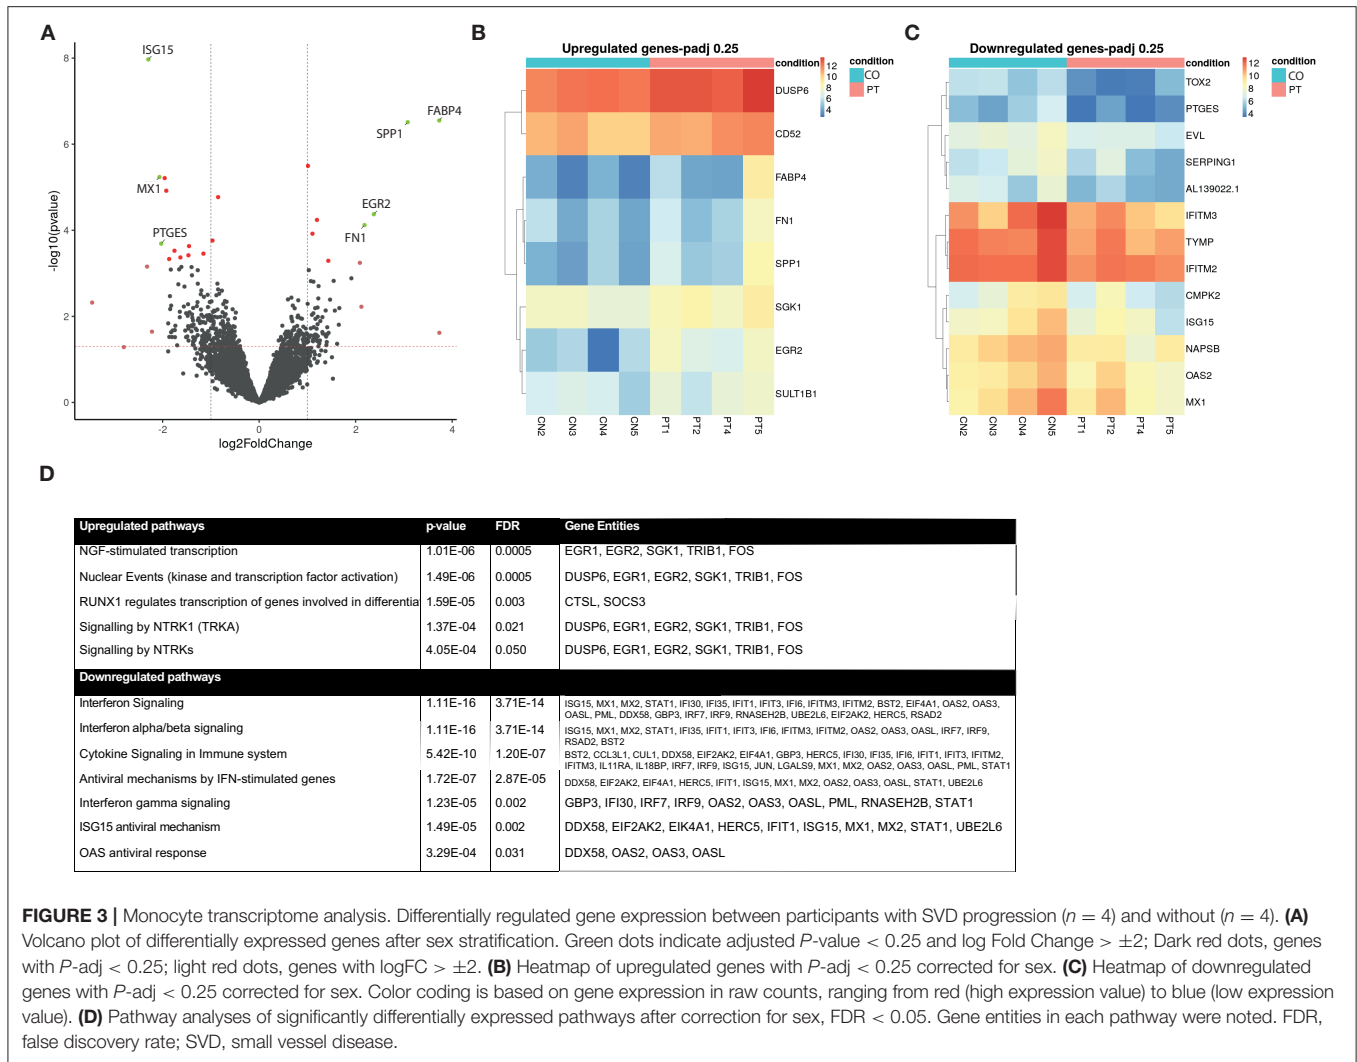 A
ISG15
FABP4
SPP1
MX1
EGR2
FN1
PTGES
-log10(pvalue)
8
6
4
2
0
-2
0
2
4
log2FoldChange
B
Upregulated genes-padj 0.25
condition
DUSP6
CD52
FABP4
FN1
SPP1
SGK1
EGR2
SULT1B1
CN2
CN3
CN4
CN5
PT1
PT2
PT4
PT5
12
10
8
6
4
condition
CO
PT
C
Downregulated genes-padj 0.25
condition
TOX2
PTGES
EVL
SERPING1
AL139022.1
IFITM3
TYMP
IFITM2
CMPK2
ISG15
NAPSB
OAS2
MX1
CN2
CN3
CN4
CN5
PT1
PT2
PT4
PT5
12
10
8
6
4
condition
CO
PT
D
Upregulated pathways p-value FDR Gene Entities
NGF-stimulated transcription 1.01E-06 0.0005 EGR1, EGR2, SGK1, TRIB1, FOS
Nuclear Events (kinase and transcription factor activation) 1.49E-06 0.0005 DUSP6, EGR1, EGR2, SGK1, TRIB1, FOS
RUNX1 regulates transcription of genes involved in differentia 1.59E-05 0.003 CTSL, SOCS3
Signalling by NTRK1 (TRKA) 1.37E-04 0.021 DUSP6, EGR1, EGR2, SGK1, TRIB1, FOS
Signalling by NTRKs 4.05E-04 0.050 DUSP6, EGR1, EGR2, SGK1, TRIB1, FOS
Downregulated pathways
Interferon Signaling 1.11E-16 3.71E-14 ISG15, MX1, MX2, STAT1, IFI30, IFI35, IFIT1, IFIT3, IFI6, IFITM3, IFITM2, BST2, EIF4A1, OAS2, OAS3,
OASL, PML, DDX58, GBP3, IRF7, IRF9, RNASEH2B, UBE2L6, EIF2AK2, HERC5, RSAD2
Interferon alpha/beta signaling 1.11E-16 3.71E-14 ISG15, MX1, MX2, STAT1, IFI35, IFIT1, IFIT3, IFI6, IFITM3, IFITM2, OAS2, OAS3, OASL, IRF7, IRF9,
RSAD2, BST2
Cytokine Signaling in Immune system 5.42E-10 1.20E-07 BST2, CCL3L1, CUL1, DDX58, EIF2AK2, EIF4A1, GBP3, HERC5, IFI30, IFI35, IFI6, IFIT1, IFIT3, IFITM2,
IFITM3, IL11RA, IL18BP, IRF7, IRF9, ISG15, JUN, LGALS9, MX1, MX2, OAS2, OAS3, OASL, PML, STAT1
Antiviral mechanisms by IFN-stimulated genes 1.72E-07 2.87E-05 DDX58, EIF2AK2, EIF4A1, HERC5, IFIT1, ISG15, MX1, MX2, OAS2, OAS3, OASL, STAT1, UBE2L6
Interferon gamma signaling 1.23E-05 0.002 GBP3, IFI30, IRF7, IRF9, OAS2, OAS3, OASL, PML, RNASEH2B, STAT1
ISG15 antiviral mechanism 1.49E-05 0.002 DDX58, EIF2AK2, EIK4A1, HERC5, IFIT1, ISG15, MX1, MX2, STAT1, UBE2L6
OAS antiviral response 3.29E-04 0.031 DDX58, OAS2, OAS3, OASL
FIGURE 3 | Monocyte transcriptome analysis. Differentially regulated gene expression between participants with SVD progression (n = 4) and without (n = 4). (A)
Volcano plot of differentially expressed genes after sex stratification. Green dots indicate adjusted P-value < 0.25 and log Fold Change > ±2; Dark red dots, genes
with P-adj < 0.25; light red dots, genes with logFC > ±2. (B) Heatmap of upregulated genes with P-adj < 0.25 corrected for sex. (C) Heatmap of downregulated
genes with P-adj < 0.25 corrected for sex. Color coding is based on gene expression in raw counts, ranging from red (high expression value) to blue (low expression
value). (D) Pathway analyses of significantly differentially expressed pathways after correction for sex, FDR < 0.05. Gene entities in each pathway were noted. FDR,
false discovery rate; SVD, small vessel disease.